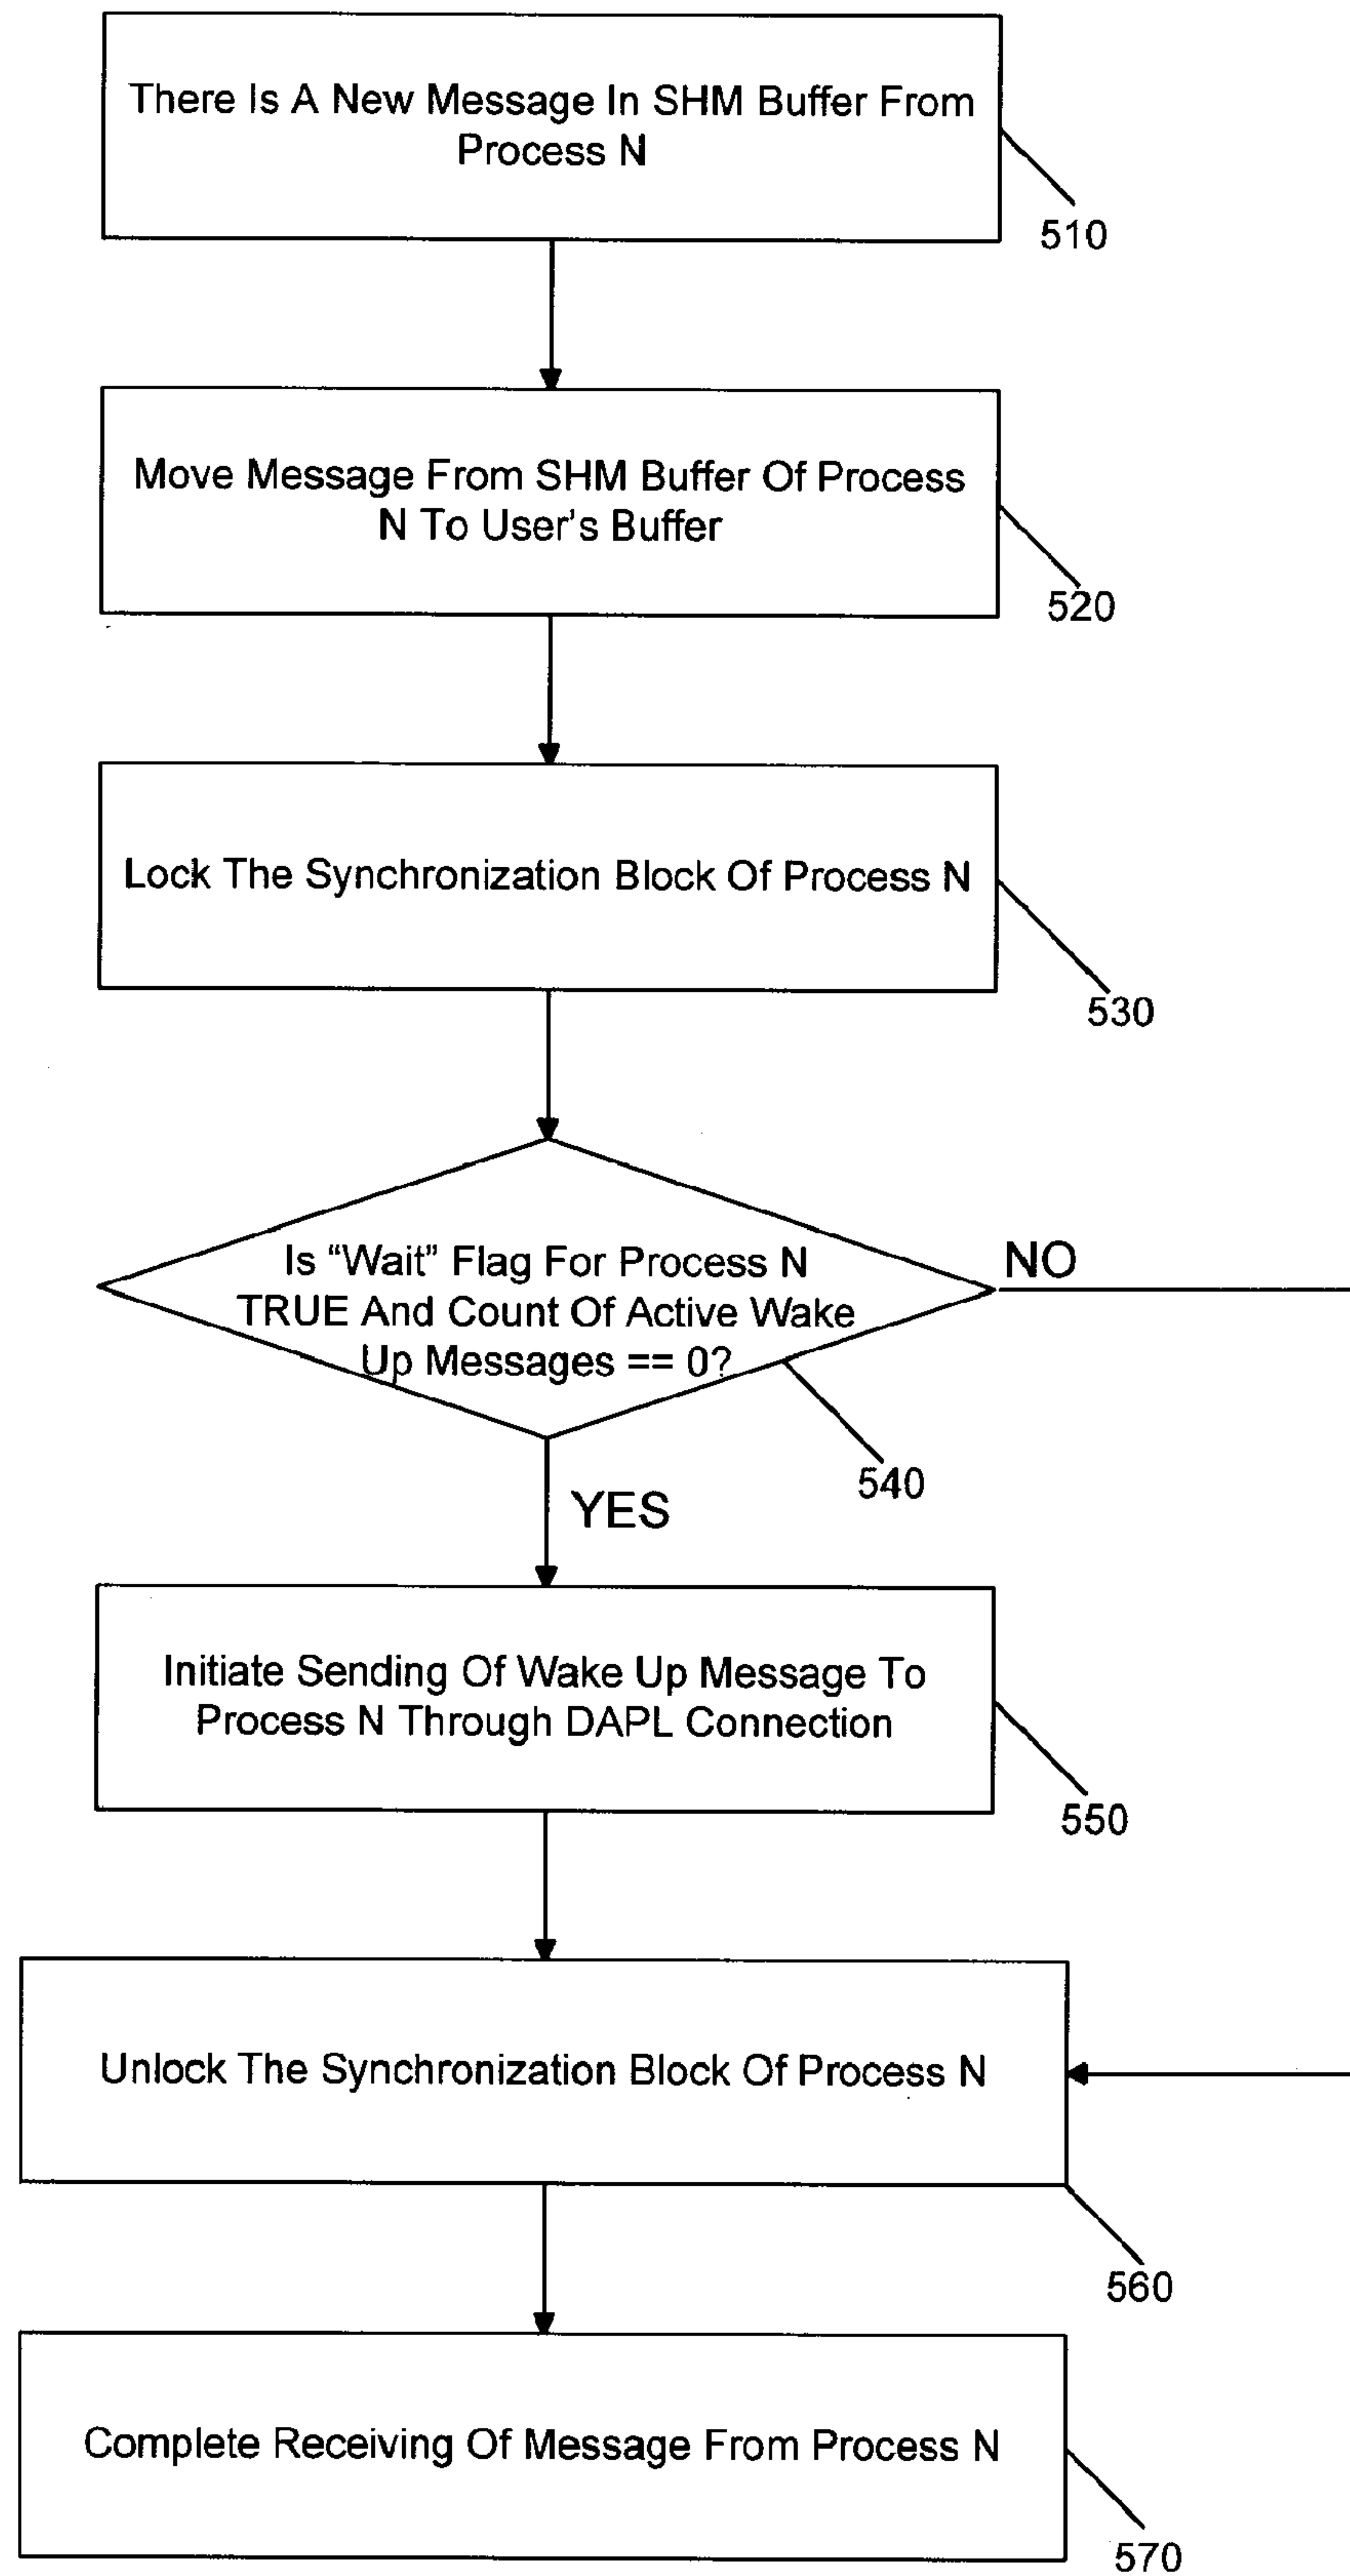 There Is A New Message In SHM Buffer From
Process N
510
Move Message From SHM Buffer Of Process
N To User's Buffer
520
Lock The Synchronization Block Of Process N
530
Is “Wait” Flag For Process N
TRUE And Count Of Active Wake
Up Messages == 0?
NO
540
YES
Initiate Sending Of Wake Up Message To
Process N Through DAPL Connection
550
Unlock The Synchronization Block Of Process N
560
Complete Receiving Of Message From Process N
570